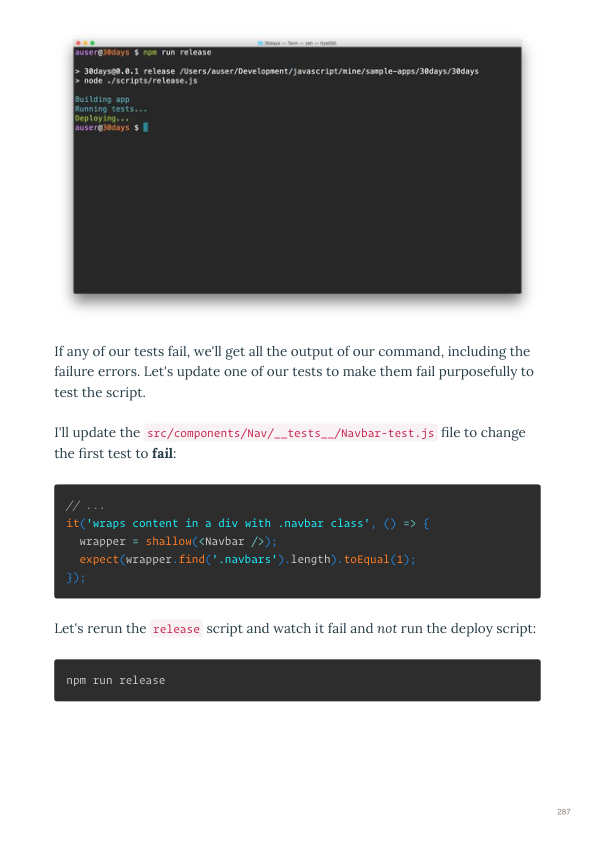 30days — Term — zsh — 91x26
auser@30days $ npm run release
> 30days@0.0.1 release /Users/auser/Development/javascript/mine/sample-apps/30days/30days
> node ./scripts/release.js
Building app
Running tests...
Deploying...
auser@30days $
If any of our tests fail, we'll get all the output of our command, including the
failure errors. Let's update one of our tests to make them fail purposefully to
test the script.
I'll update the src/components/Nav/__tests__/Navbar-test.js file to change
the first test to fail:
// ...
it('wraps content in a div with .navbar class', () => {
  wrapper = shallow(<Navbar />);
  expect(wrapper.find('.navbars').length).toEqual(1);
});
Let's rerun the release script and watch it fail and not run the deploy script:
npm run release
287